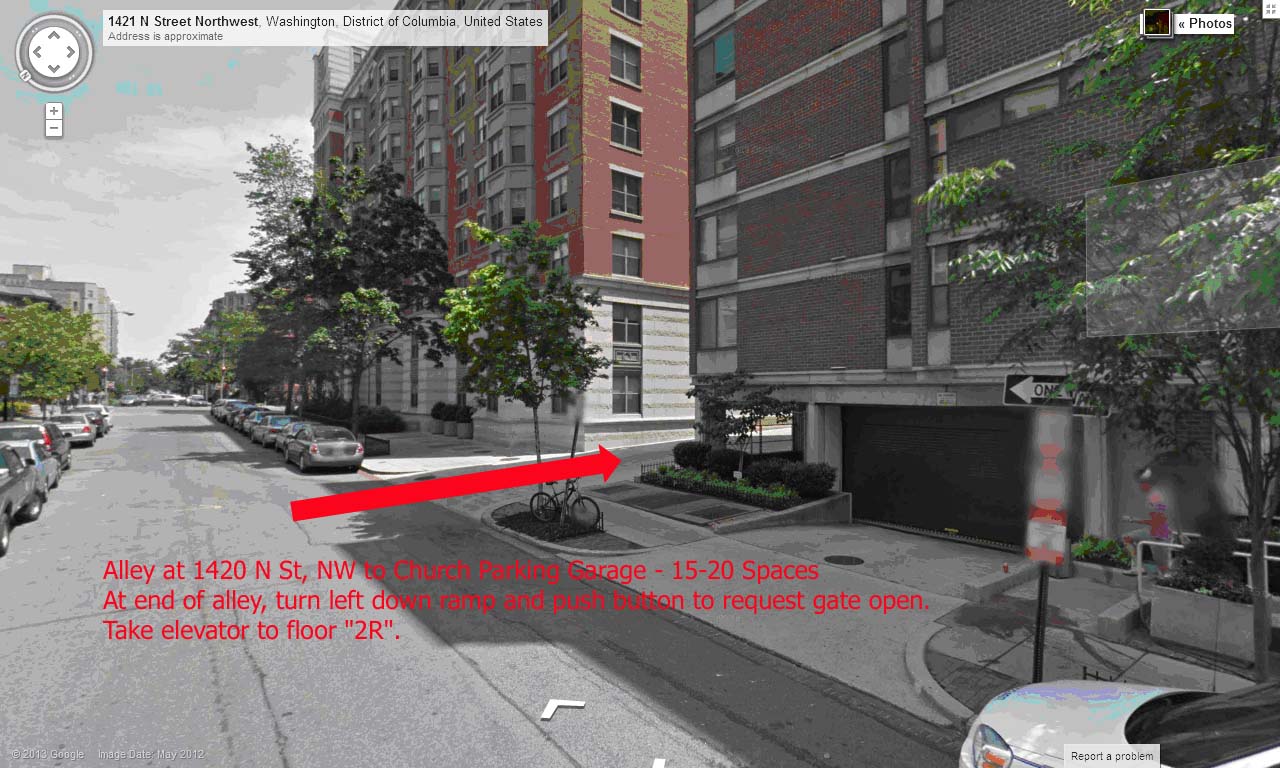 1421 N Street Northwest, Washington, District of Columbia, United States
Address is approximate
« Photos
N
+
−
ONE
Alley at 1420 N St, NW to Church Parking Garage - 15-20 Spaces
At end of alley, turn left down ramp and push button to request gate open.
Take elevator to floor "2R".
© 2013 Google Image Date: May 2012
Report a problem